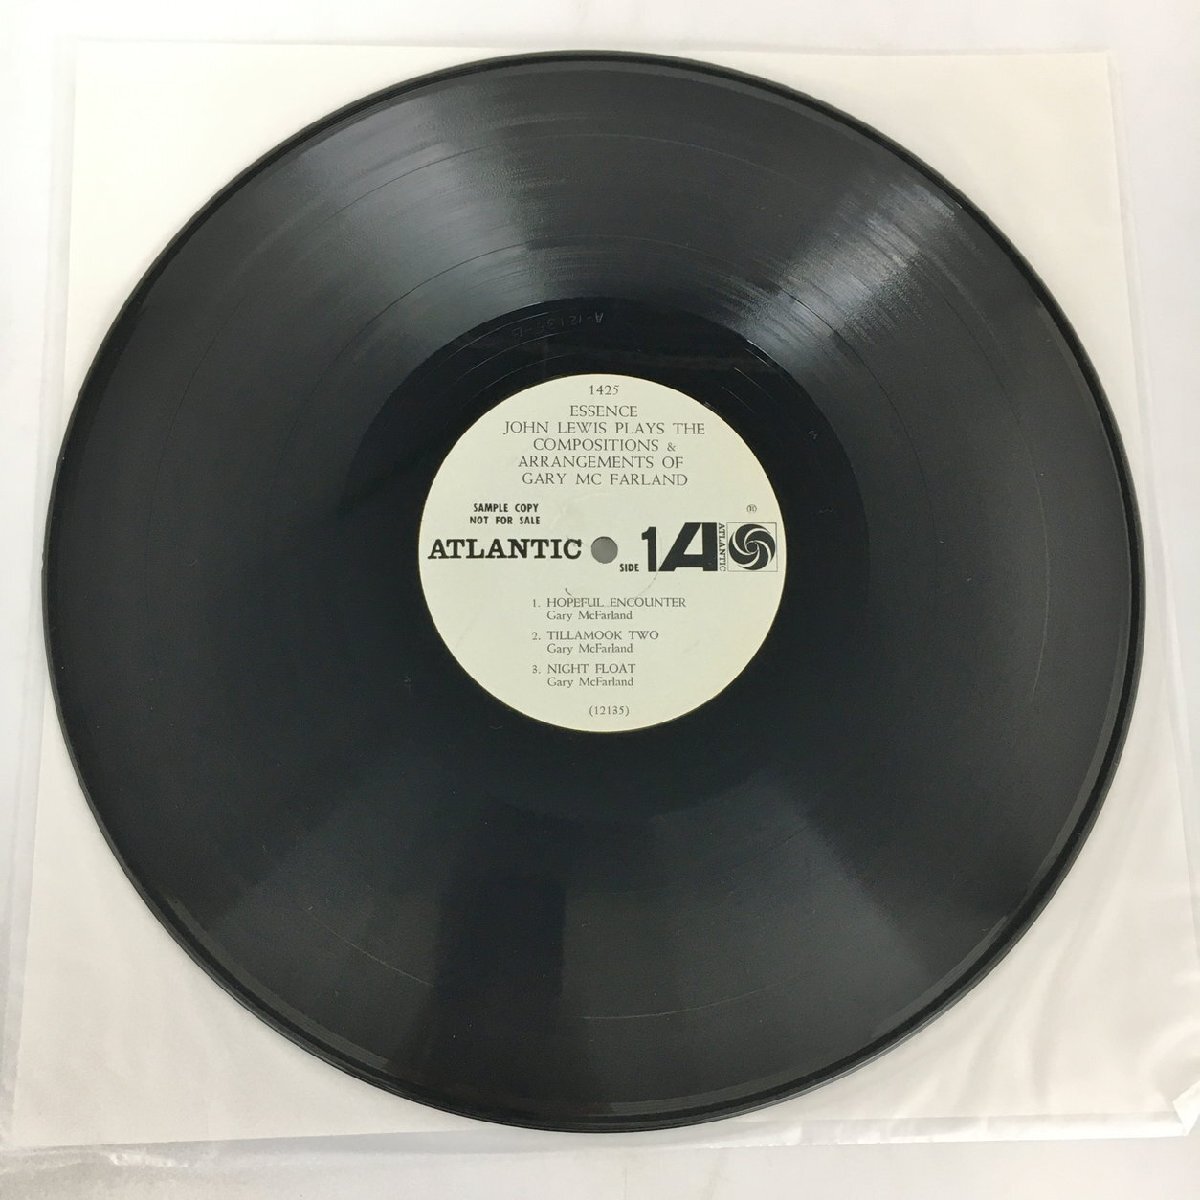 1425
ESSENCE
JOHN LEWIS PLAYS THE
COMPOSITIONS &
ARRANGEMENTS OF
GARY MC FARLAND
SAMPLE COPY
NOT FOR SALE
ATLANTIC
SIDE 1
A
ATLANTIC
1. HOPEFUL ENCOUNTER
Gary McFarland
2. TILLAMOOK TWO
Gary McFarland
3. NIGHT FLOAT
Gary McFarland
(12135)